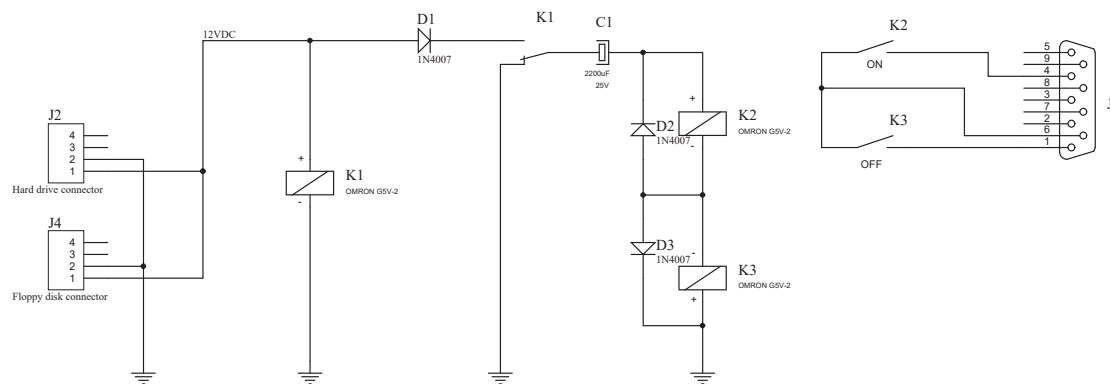 J2
4
3
2
1
Hard drive connector
J4
4
3
2
1
Floppy disk connector
12VDC
+
K1
OMRON G5V-2
-
D1
1N4007
K1
C1
2200uF
25V
D2
1N4007
+
K2
OMRON G5V-2
-
D3
1N4007
-
K3
OMRON G5V-2
+
K2
ON
K3
OFF
5
9
4
8
3
7
2
6
1
J